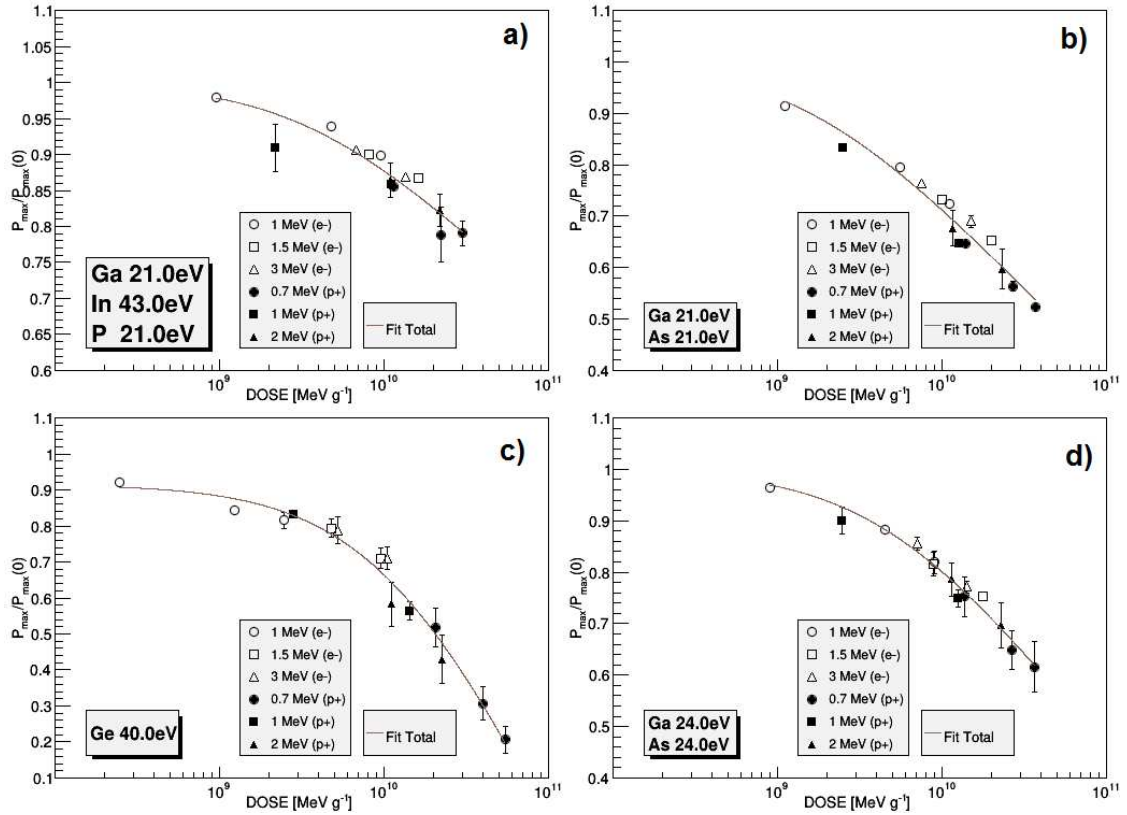 a)
1.1
1.05
1
0.95
0.9
0.85
0.8
0.75
0.7
0.65
0.6
P_max/P_max(0)
1 MeV (e-)
1.5 MeV (e-)
3 MeV (e-)
0.7 MeV (p+)
1 MeV (p+)
2 MeV (p+)
Fit Total
Ga 21.0eV
In 43.0eV
P 21.0eV
10^9 10^10 10^11
DOSE [MeV g^-1]
b)
1.1
1
0.9
0.8
0.7
0.6
0.5
0.4
P_max/P_max(0)
1 MeV (e-)
1.5 MeV (e-)
3 MeV (e-)
0.7 MeV (p+)
1 MeV (p+)
2 MeV (p+)
Fit Total
Ga 21.0eV
As 21.0eV
10^9 10^10 10^11
DOSE [MeV g^-1]
c)
1.1
1
0.9
0.8
0.7
0.6
0.5
0.4
0.3
0.2
0.1
P_max/P_max(0)
1 MeV (e-)
1.5 MeV (e-)
3 MeV (e-)
0.7 MeV (p+)
1 MeV (p+)
2 MeV (p+)
Fit Total
Ge 40.0eV
10^9 10^10 10^11
DOSE [MeV g^-1]
d)
1.1
1
0.9
0.8
0.7
0.6
0.5
0.4
P_max/P_max(0)
1 MeV (e-)
1.5 MeV (e-)
3 MeV (e-)
0.7 MeV (p+)
1 MeV (p+)
2 MeV (p+)
Fit Total
Ga 24.0eV
As 24.0eV
10^9 10^10 10^11
DOSE [MeV g^-1]